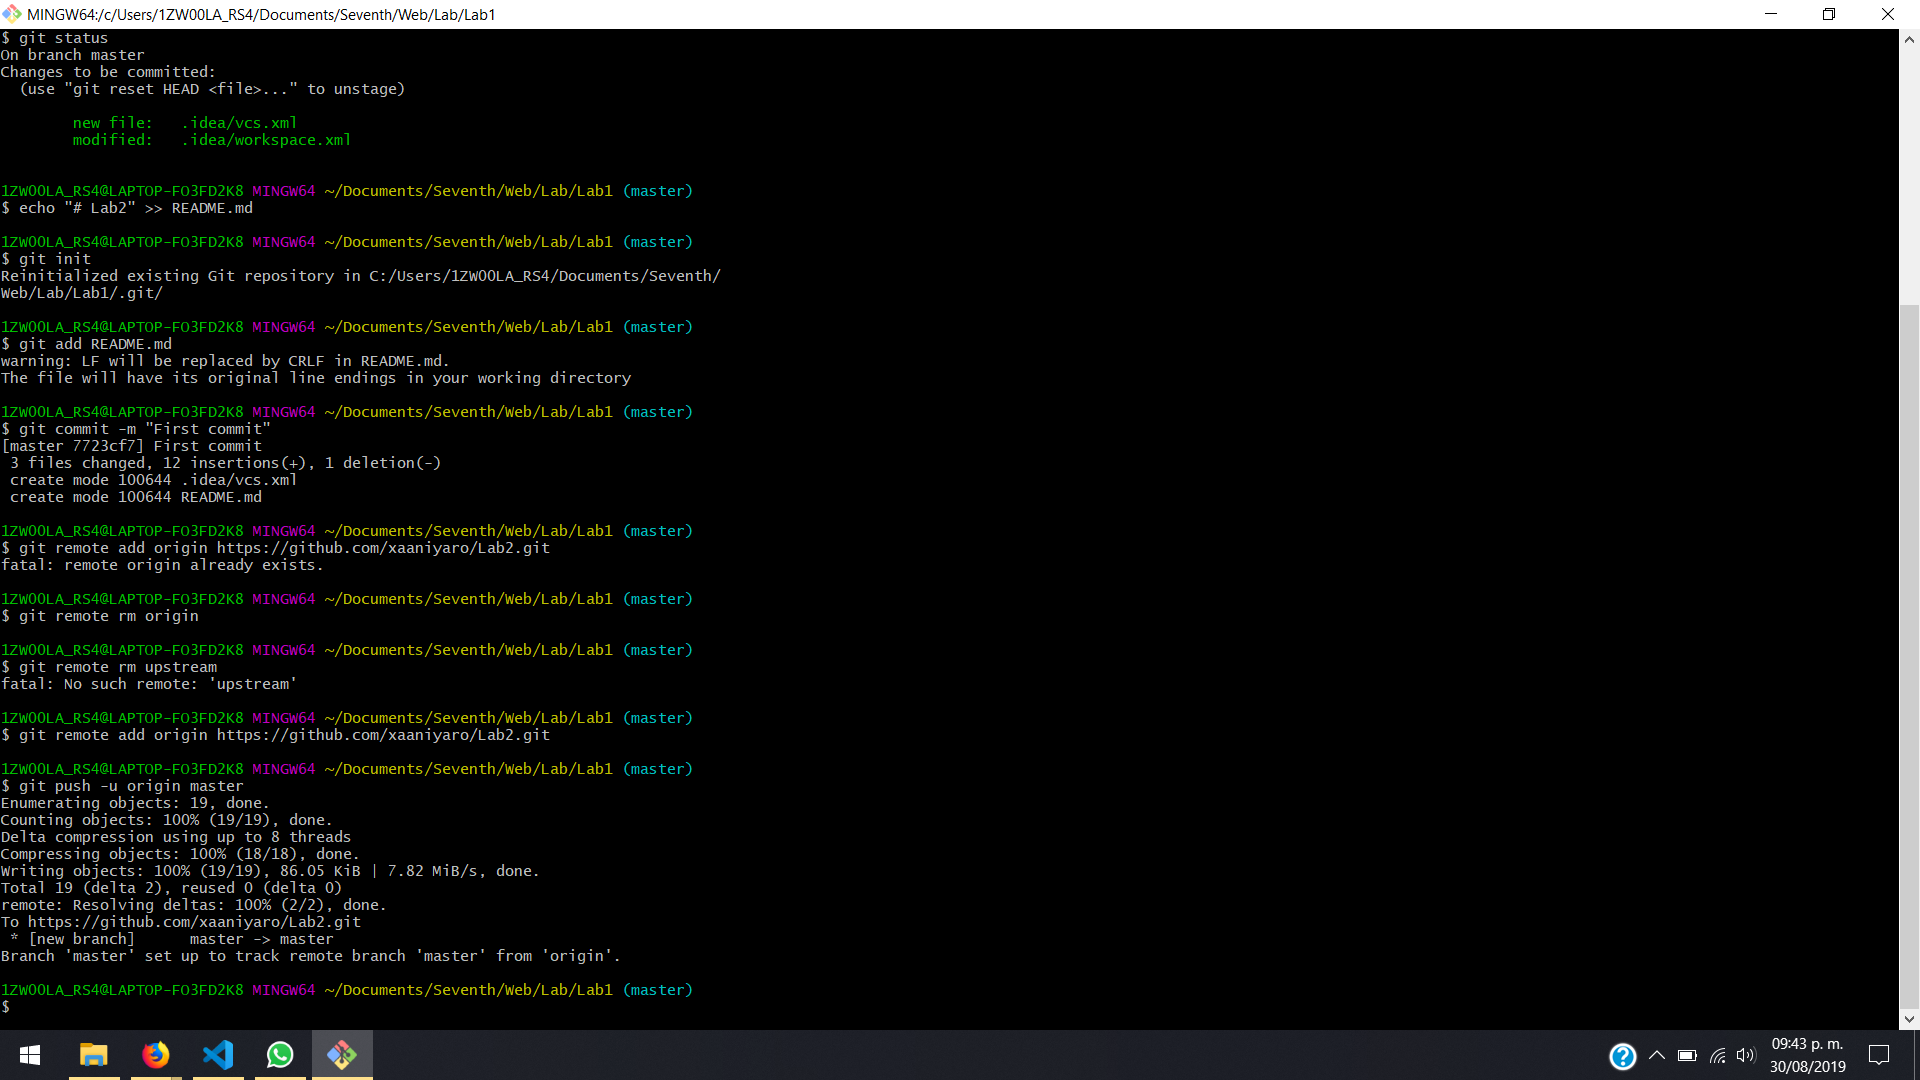 MINGW64:/c/Users/1ZW00LA_RS4/Documents/Seventh/Web/Lab/Lab1
$ git status
On branch master
Changes to be committed:
  (use "git reset HEAD <file>..." to unstage)

        new file:   .idea/vcs.xml
        modified:   .idea/workspace.xml


1ZW00LA_RS4@LAPTOP-FO3FD2K8 MINGW64 ~/Documents/Seventh/Web/Lab/Lab1 (master)
$ echo "# Lab2" >> README.md

1ZW00LA_RS4@LAPTOP-FO3FD2K8 MINGW64 ~/Documents/Seventh/Web/Lab/Lab1 (master)
$ git init
Reinitialized existing Git repository in C:/Users/1ZW00LA_RS4/Documents/Seventh/
Web/Lab/Lab1/.git/

1ZW00LA_RS4@LAPTOP-FO3FD2K8 MINGW64 ~/Documents/Seventh/Web/Lab/Lab1 (master)
$ git add README.md
warning: LF will be replaced by CRLF in README.md.
The file will have its original line endings in your working directory

1ZW00LA_RS4@LAPTOP-FO3FD2K8 MINGW64 ~/Documents/Seventh/Web/Lab/Lab1 (master)
$ git commit -m "First commit"
[master 7723cf7] First commit
 3 files changed, 12 insertions(+), 1 deletion(-)
 create mode 100644 .idea/vcs.xml
 create mode 100644 README.md

1ZW00LA_RS4@LAPTOP-FO3FD2K8 MINGW64 ~/Documents/Seventh/Web/Lab/Lab1 (master)
$ git remote add origin https://github.com/xaaniyaro/Lab2.git
fatal: remote origin already exists.

1ZW00LA_RS4@LAPTOP-FO3FD2K8 MINGW64 ~/Documents/Seventh/Web/Lab/Lab1 (master)
$ git remote rm origin

1ZW00LA_RS4@LAPTOP-FO3FD2K8 MINGW64 ~/Documents/Seventh/Web/Lab/Lab1 (master)
$ git remote rm upstream
fatal: No such remote: 'upstream'

1ZW00LA_RS4@LAPTOP-FO3FD2K8 MINGW64 ~/Documents/Seventh/Web/Lab/Lab1 (master)
$ git remote add origin https://github.com/xaaniyaro/Lab2.git

1ZW00LA_RS4@LAPTOP-FO3FD2K8 MINGW64 ~/Documents/Seventh/Web/Lab/Lab1 (master)
$ git push -u origin master
Enumerating objects: 19, done.
Counting objects: 100% (19/19), done.
Delta compression using up to 8 threads
Compressing objects: 100% (18/18), done.
Writing objects: 100% (19/19), 86.05 KiB | 7.82 MiB/s, done.
Total 19 (delta 2), reused 0 (delta 0)
remote: Resolving deltas: 100% (2/2), done.
To https://github.com/xaaniyaro/Lab2.git
 * [new branch]      master -> master
Branch 'master' set up to track remote branch 'master' from 'origin'.

1ZW00LA_RS4@LAPTOP-FO3FD2K8 MINGW64 ~/Documents/Seventh/Web/Lab/Lab1 (master)
$
09:43 p. m.
30/08/2019